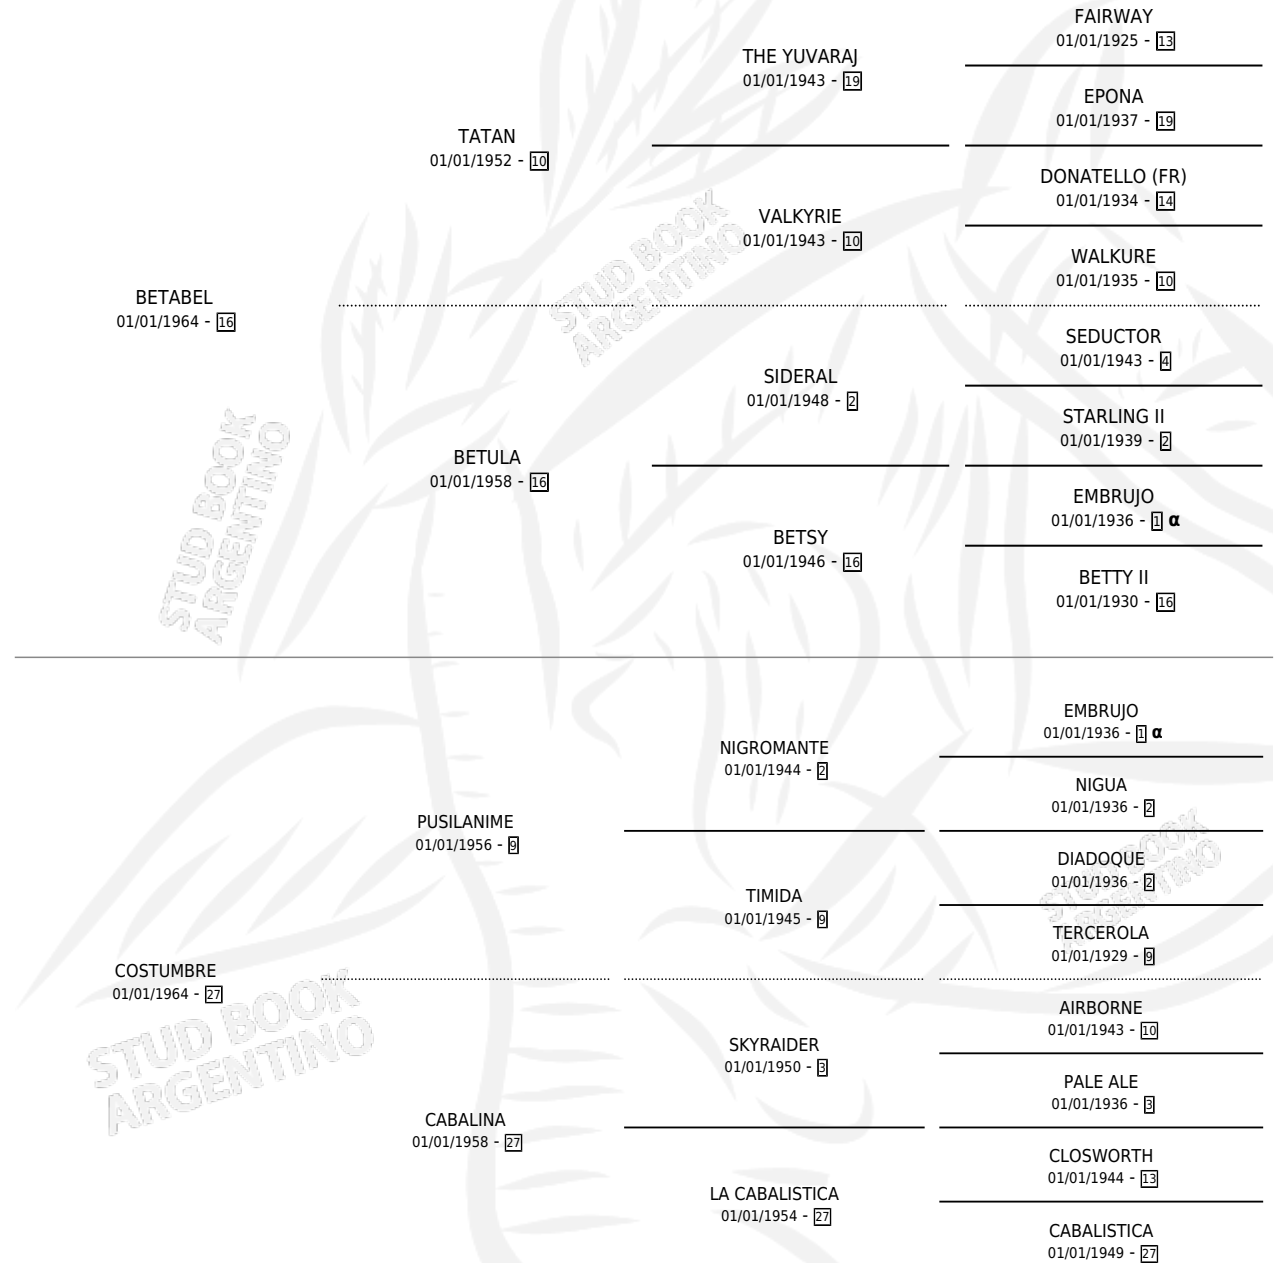 FAIRWAY
01/01/1925 - 13
THE YUVARAJ
01/01/1943 - 19
EPONA
01/01/1937 - 19
TATAN
01/01/1952 - 10
DONATELLO (FR)
01/01/1934 - 14
VALKYRIE
01/01/1943 - 10
WALKURE
01/01/1935 - 10
STUD BOOK
ARGENTINO
BETABEL
01/01/1964 - 16
SEDUCTOR
01/01/1943 - 4
SIDERAL
01/01/1948 - 2
STARLING II
01/01/1939 - 2
BETULA
01/01/1958 - 16
EMBRUJO
01/01/1936 - 1 α
BETSY
01/01/1946 - 16
BETTY II
01/01/1930 - 16
STUD BOOK
ARGENTINO
EMBRUJO
01/01/1936 - 1 α
NIGROMANTE
01/01/1944 - 2
NIGUA
01/01/1936 - 2
PUSILANIME
01/01/1956 - 9
DIADOQUE
01/01/1936 - 2
TIMIDA
01/01/1945 - 9
TERCEROLA
01/01/1929 - 9
STUD BOOK
ARGENTINO
COSTUMBRE
01/01/1964 - 27
AIRBORNE
01/01/1943 - 10
SKYRAIDER
01/01/1950 - 3
PALE ALE
01/01/1936 - 3
STUD BOOK
ARGENTINO
CABALINA
01/01/1958 - 27
CLOSWORTH
01/01/1944 - 13
LA CABALISTICA
01/01/1954 - 27
CABALISTICA
01/01/1949 - 27